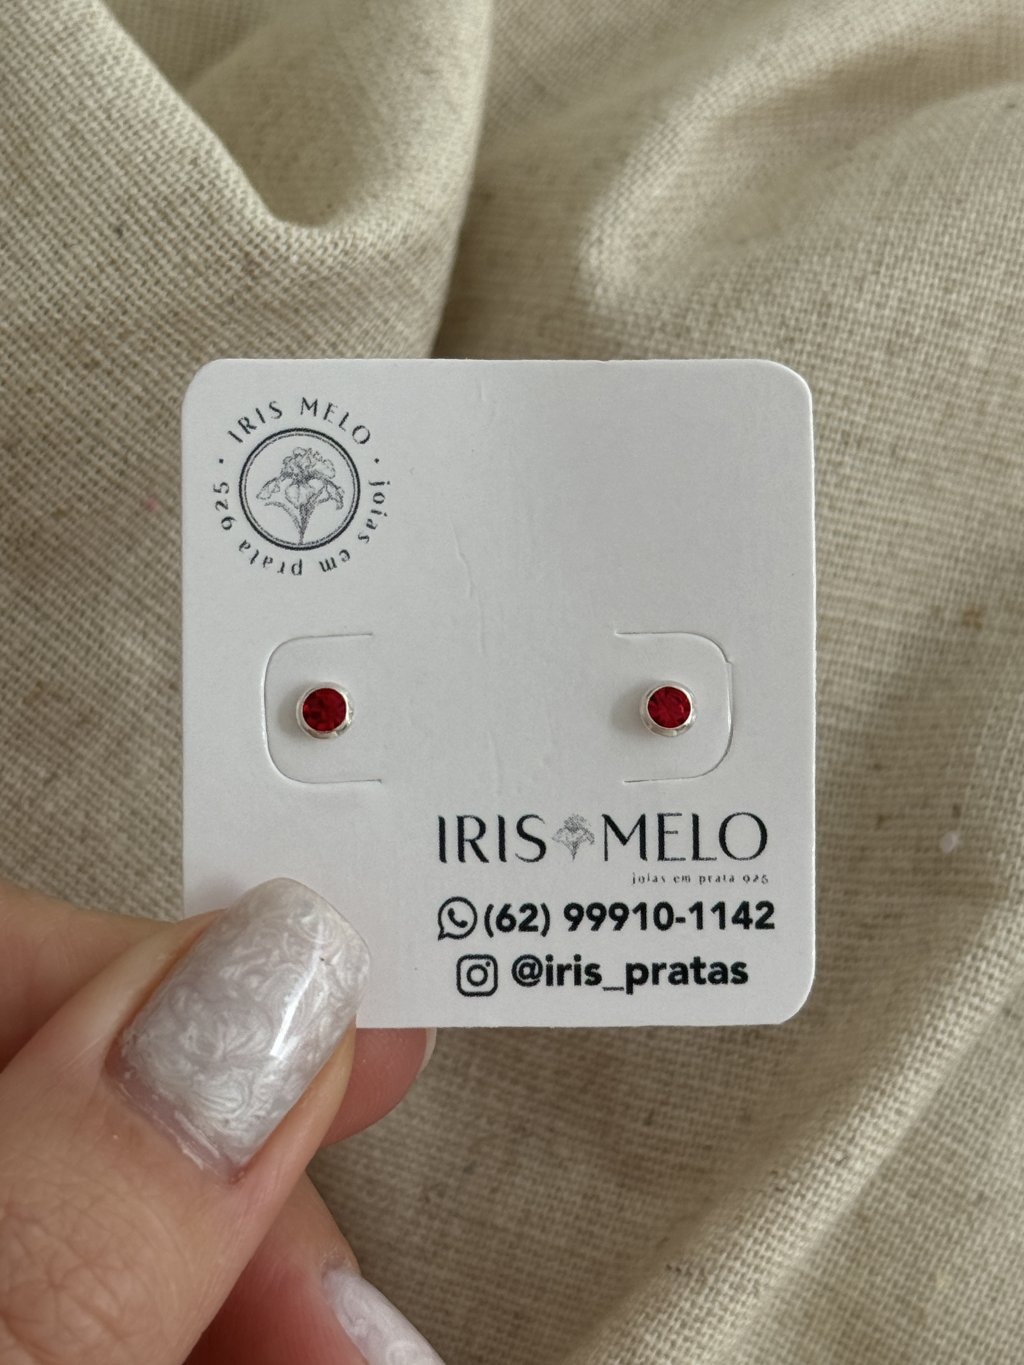 IRIS MELO · joias em prata 925 ·
IRIS MELO
joias em prata 925
(62) 99910-1142
@iris_pratas